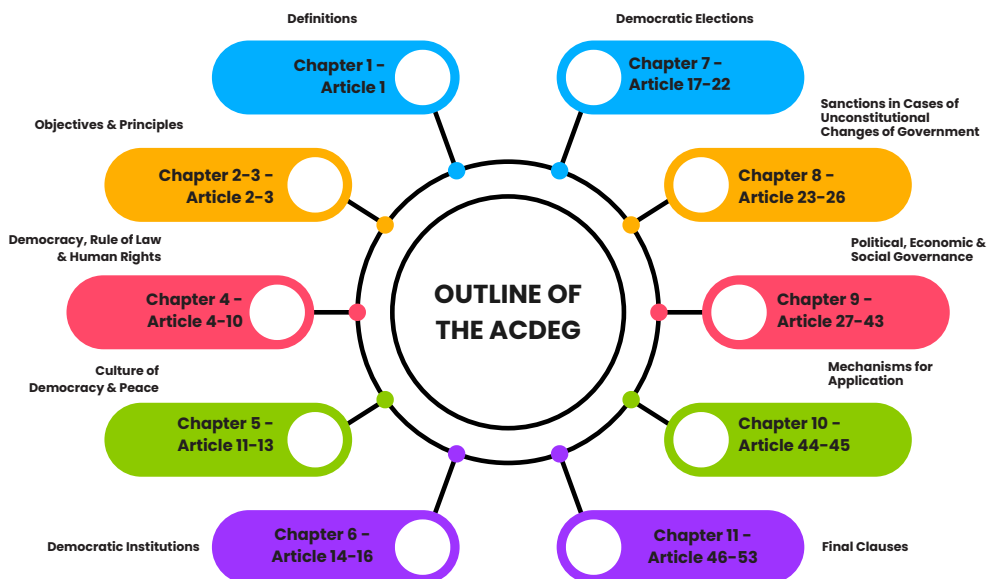 Definitions
Chapter 1 -
Article 1
Objectives & Principles
Chapter 2-3 -
Article 2-3
Democracy, Rule of Law
& Human Rights
Chapter 4 -
Article 4-10
Culture of
Democracy & Peace
Chapter 5 -
Article 11-13
Democratic Institutions
Chapter 6 -
Article 14-16
OUTLINE OF
THE ACDEG
Democratic Elections
Chapter 7 -
Article 17-22
Sanctions in Cases of
Unconstitutional
Changes of Government
Chapter 8 -
Article 23-26
Political, Economic &
Social Governance
Chapter 9 -
Article 27-43
Mechanisms for
Application
Chapter 10 -
Article 44-45
Chapter 11 -
Article 46-53
Final Clauses